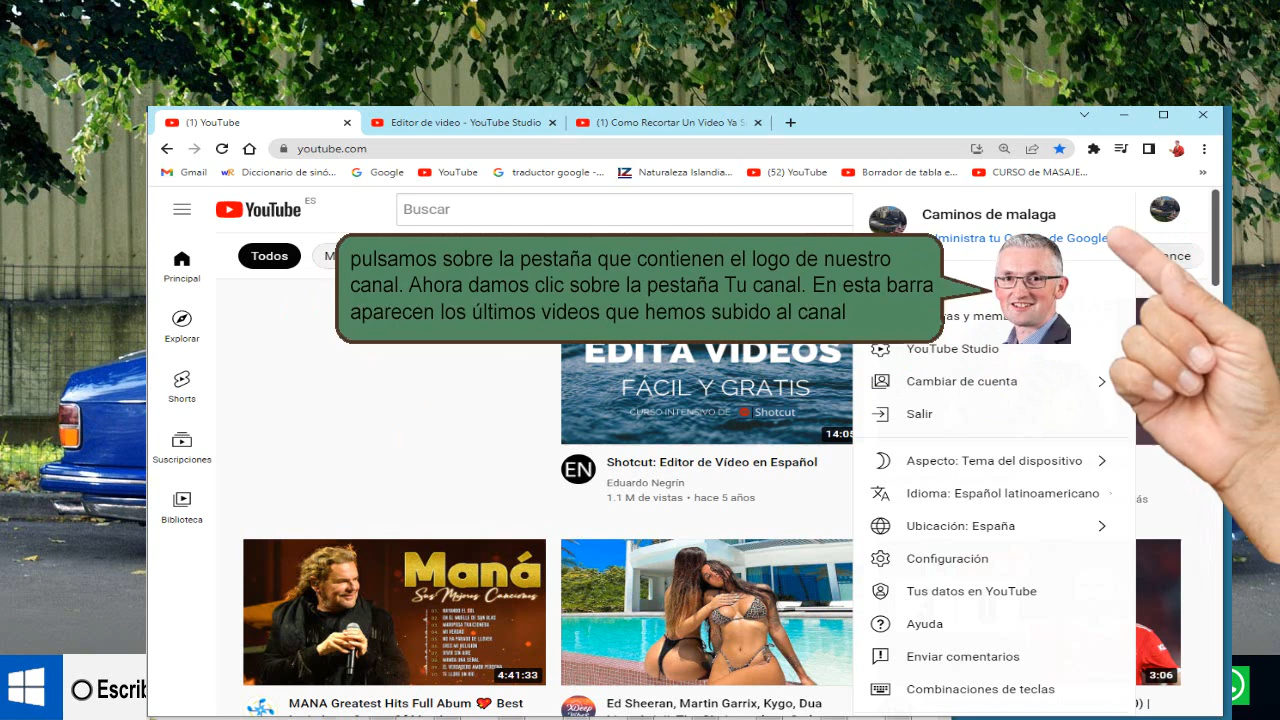 (1) YouTube
Editor de video - YouTube Studio
(1) Como Recortar Un Video Ya S
youtube.com
Gmail
Diccionario de sinó...
Google
YouTube
traductor google -...
Naturaleza Islandia...
(52) YouTube
Borrador de tabla e...
CURSO de MASAJE...
»
YouTube
ES
Buscar
Caminos de malaga
Todos
M
pulsamos sobre la pestaña que contienen el logo de nuestro
canal. Ahora damos clic sobre la pestaña Tu canal. En esta barra
aparecen los últimos videos que hemos subido al canal
Principal
Explorar
Shorts
Suscripciones
Biblioteca
EDITA VIDEOS
FÁCIL Y GRATIS
CURSO INTENSIVO DE Shotcut
14:05
EN
Shotcut: Editor de Vídeo en Español
Eduardo Negrín
1.1 M de vistas • hace 5 años
YouTube Studio
Cambiar de cuenta
Salir
Aspecto: Tema del dispositivo
Idioma: Español latinoamericano
Ubicación: España
Configuración
Tus datos en YouTube
Ayuda
Enviar comentarios
Combinaciones de teclas
Maná
Sus Mejores Canciones
4:41:33
3:06
MANA Greatest Hits Full Abum ❤️ Best
Ed Sheeran, Martin Garrix, Kygo, Dua
Escrib